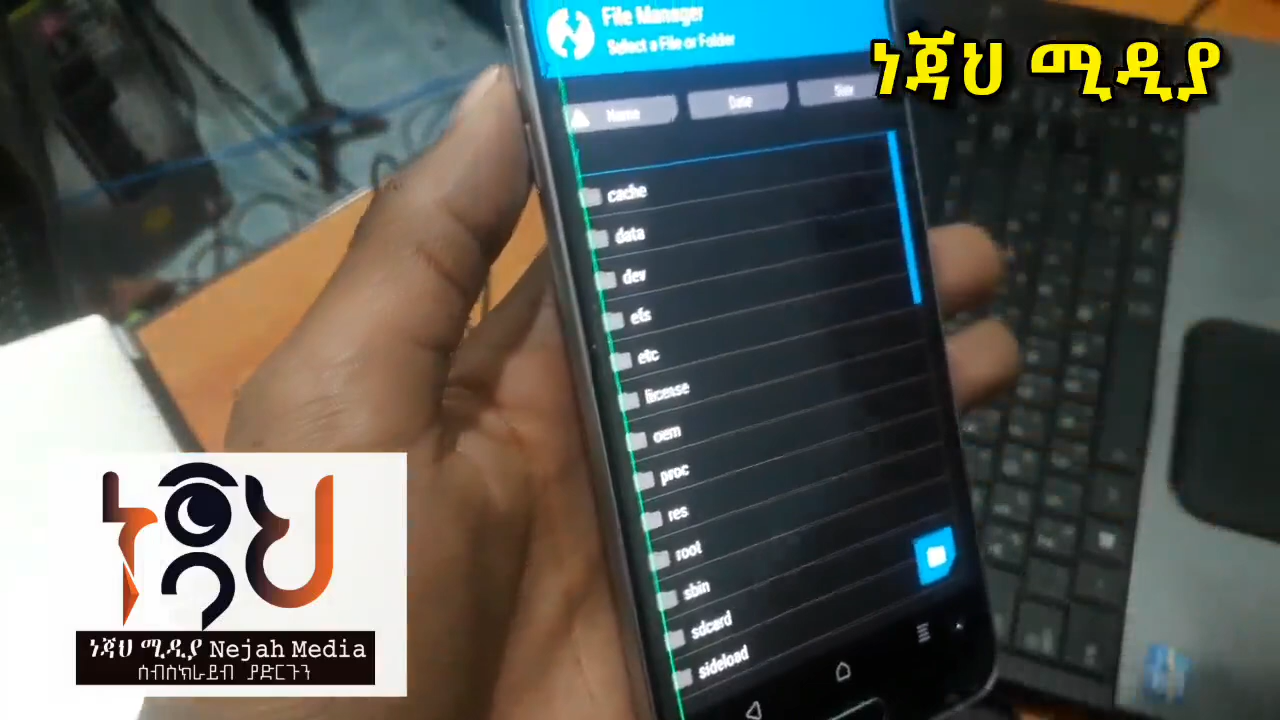 File Manager
Select a File or Folder
ነጃህ ሚዲያ
Name
Date
Size
cache
data
dev
efs
etc
license
oem
proc
res
root
sbin
sdcard
sideload
ነጃህ
ነጃህ ሚዲያ Nejah Media
ሰብስክራይብ ያድርጉን